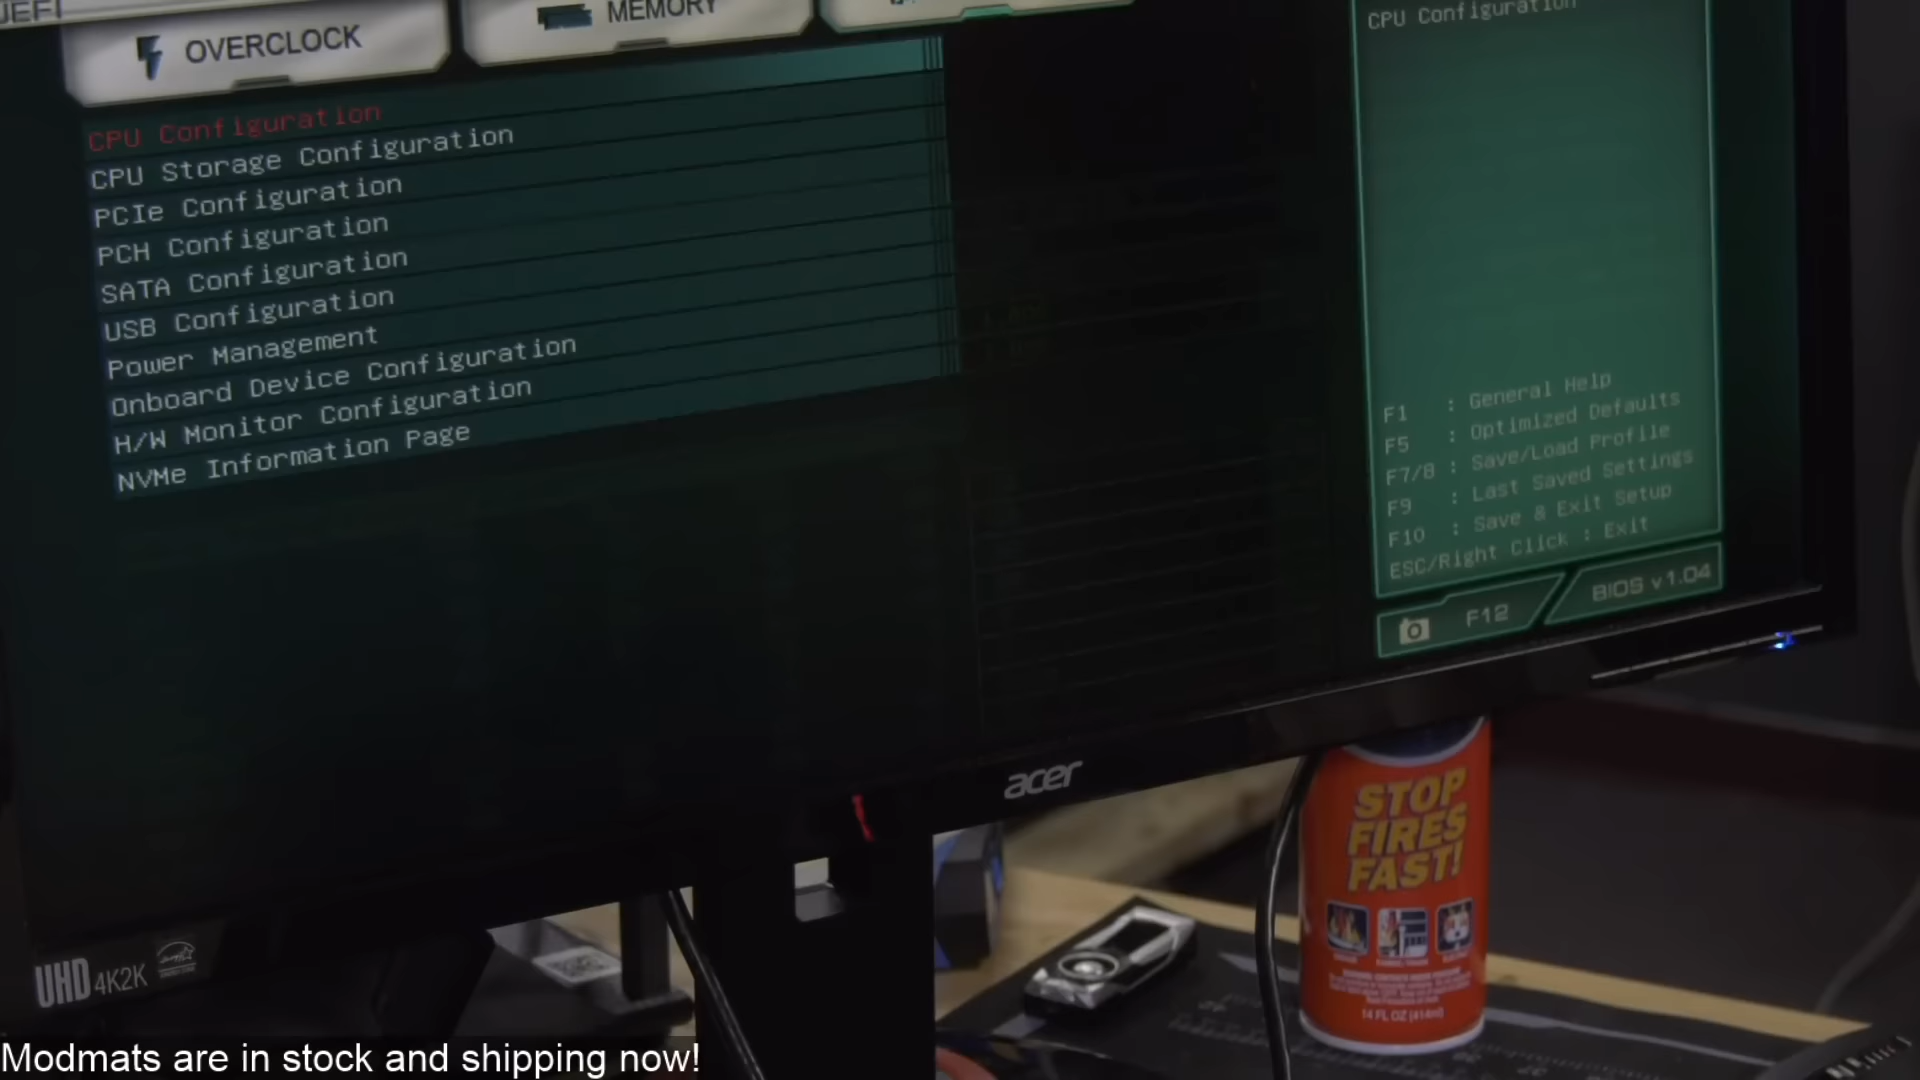 UEFI
OVERCLOCK
MEMORY
CPU Configuration
CPU Storage Configuration
PCIe Configuration
PCH Configuration
SATA Configuration
USB Configuration
Power Management
Onboard Device Configuration
H/W Monitor Configuration
NVMe Information Page
CPU Configuration
F1 : General Help
F5 : Optimized Defaults
F7/8 : Save/Load Profile
F9 : Last Saved Settings
F10 : Save & Exit Setup
ESC/Right Click : Exit
F12
BIOS v1.04
acer
UHD 4K2K
STOP
FIRES
FAST!
14 FL OZ (414ml)
Modmats are in stock and shipping now!